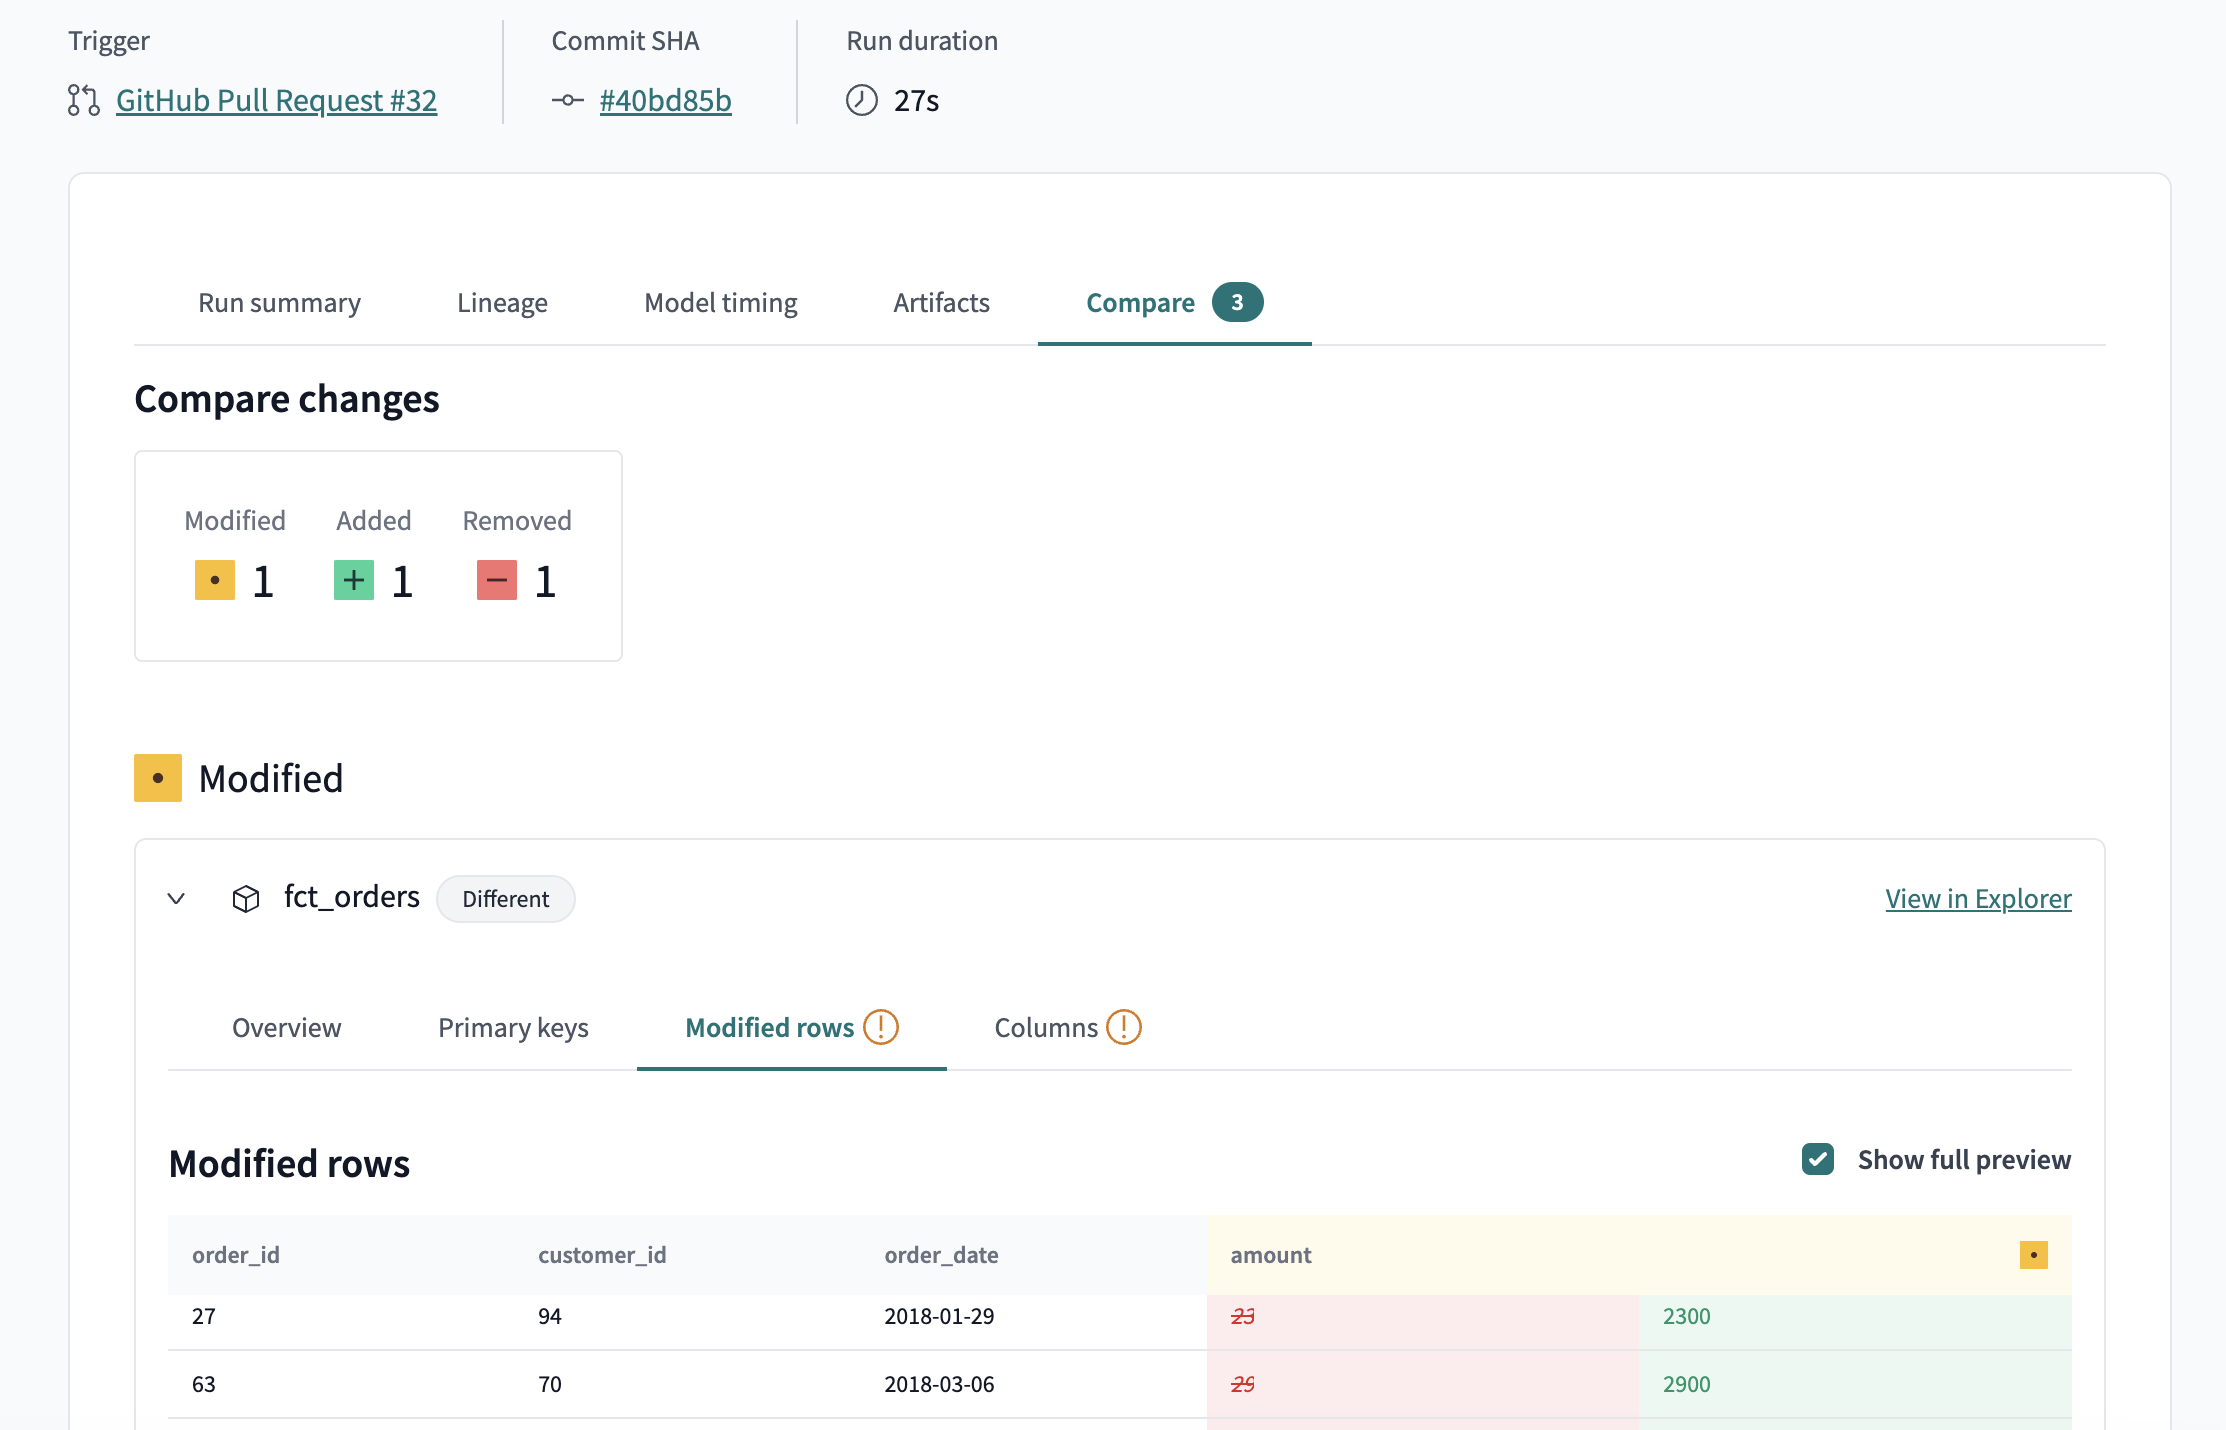 Trigger
Commit SHA
Run duration
GitHub Pull Request #32
#40bd85b
27s
Run summary
Lineage
Model timing
Artifacts
Compare 3
Compare changes
Modified
Added
Removed
1
1
1
Modified
fct_orders
Different
View in Explorer
Overview
Primary keys
Modified rows
Columns
Modified rows
Show full preview
order_id customer_id order_date amount
27 94 2018-01-29 23 2300
63 70 2018-03-06 29 2900